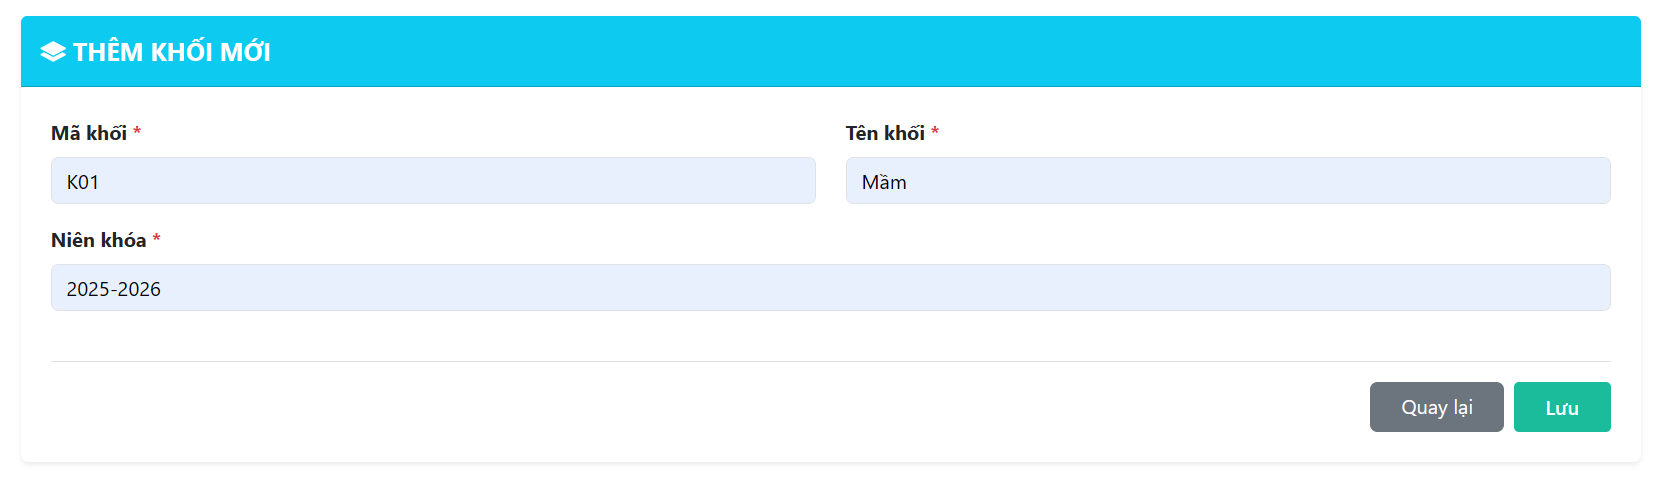 THÊM KHỐI MỚI
Mã khối *
Tên khối *
K01
Mầm
Niên khóa *
2025-2026
Quay lại
Lưu